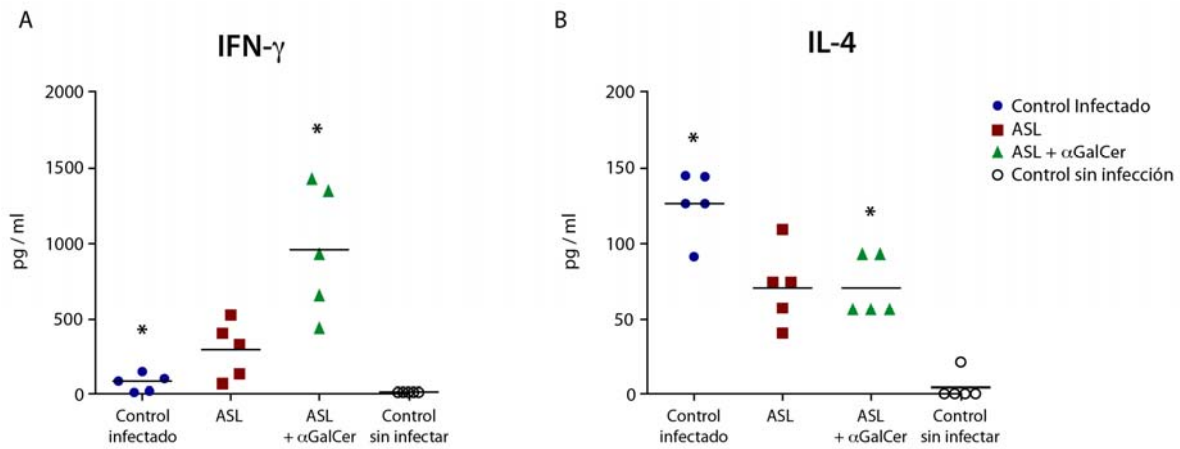 A
IFN-γ
2000
1500
1000
500
0
pg / ml
*
*
Control
infectado
ASL
ASL
+ αGalCer
Control
sin infectar
B
IL-4
200
150
100
50
0
pg / ml
*
*
Control
infectado
ASL
ASL
+ αGalCer
Control
sin infectar
Control Infectado
ASL
ASL + αGalCer
Control sin infección